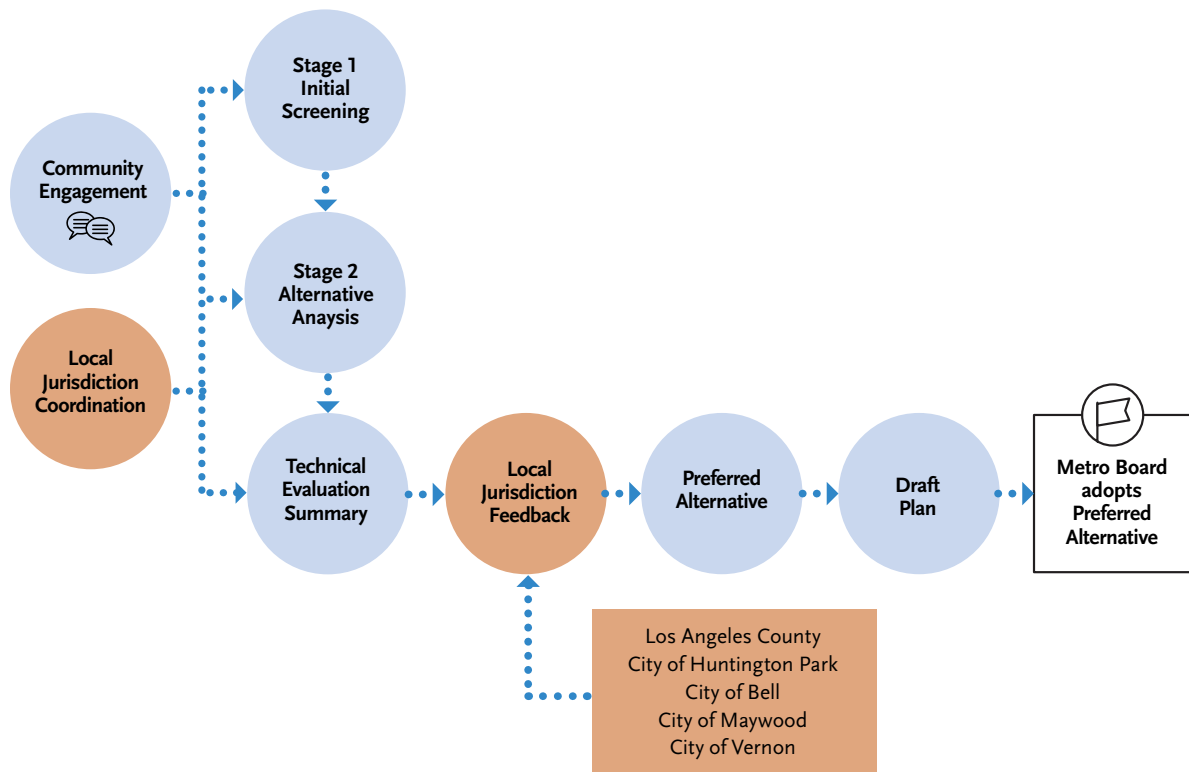 Stage 1
Initial
Screening
Community
Engagement
Stage 2
Alternative
Anaysis
Local
Jurisdiction
Coordination
Technical
Evaluation
Summary
Local
Jurisdiction
Feedback
Preferred
Alternative
Draft
Plan
Metro Board
adopts
Preferred
Alternative
Los Angeles County
City of Huntington Park
City of Bell
City of Maywood
City of Vernon